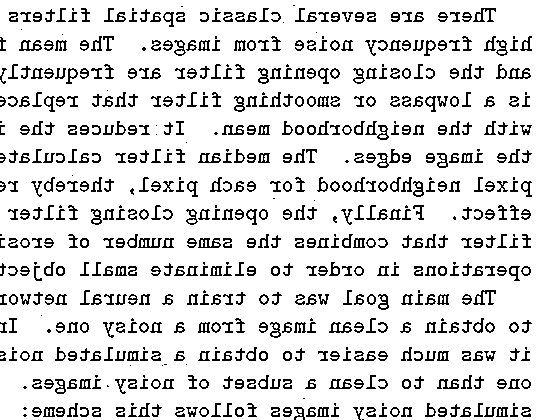 There are several classic spatial filters
high frequency noise from images. The mean f
and the closing opening filter are frequently
is a lowpass or smoothing filter that replace
with the neighborhood mean. It reduces the i
the image edges. The median filter calculate
pixel neighborhood for each pixel, thereby re
effect. Finally, the opening closing filter
filter that combines the same number of erosi
operations in order to eliminate small object
The main goal was to train a neural networ
to obtain a clean image from a noisy one. In
it was much easier to obtain a simulated nois
one than to clean a subset of noisy images.
simulated noisy images follows this scheme: